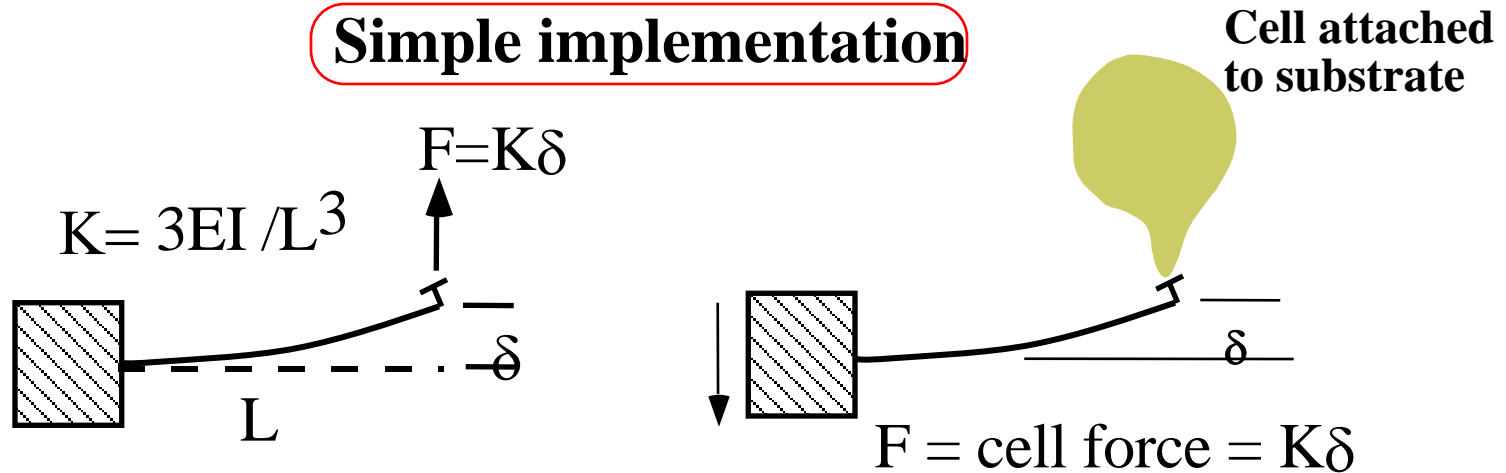 Simple implementation
Cell attached
to substrate
F=Kδ
K= 3EI /L³
δ
L
δ
F = cell force = Kδ